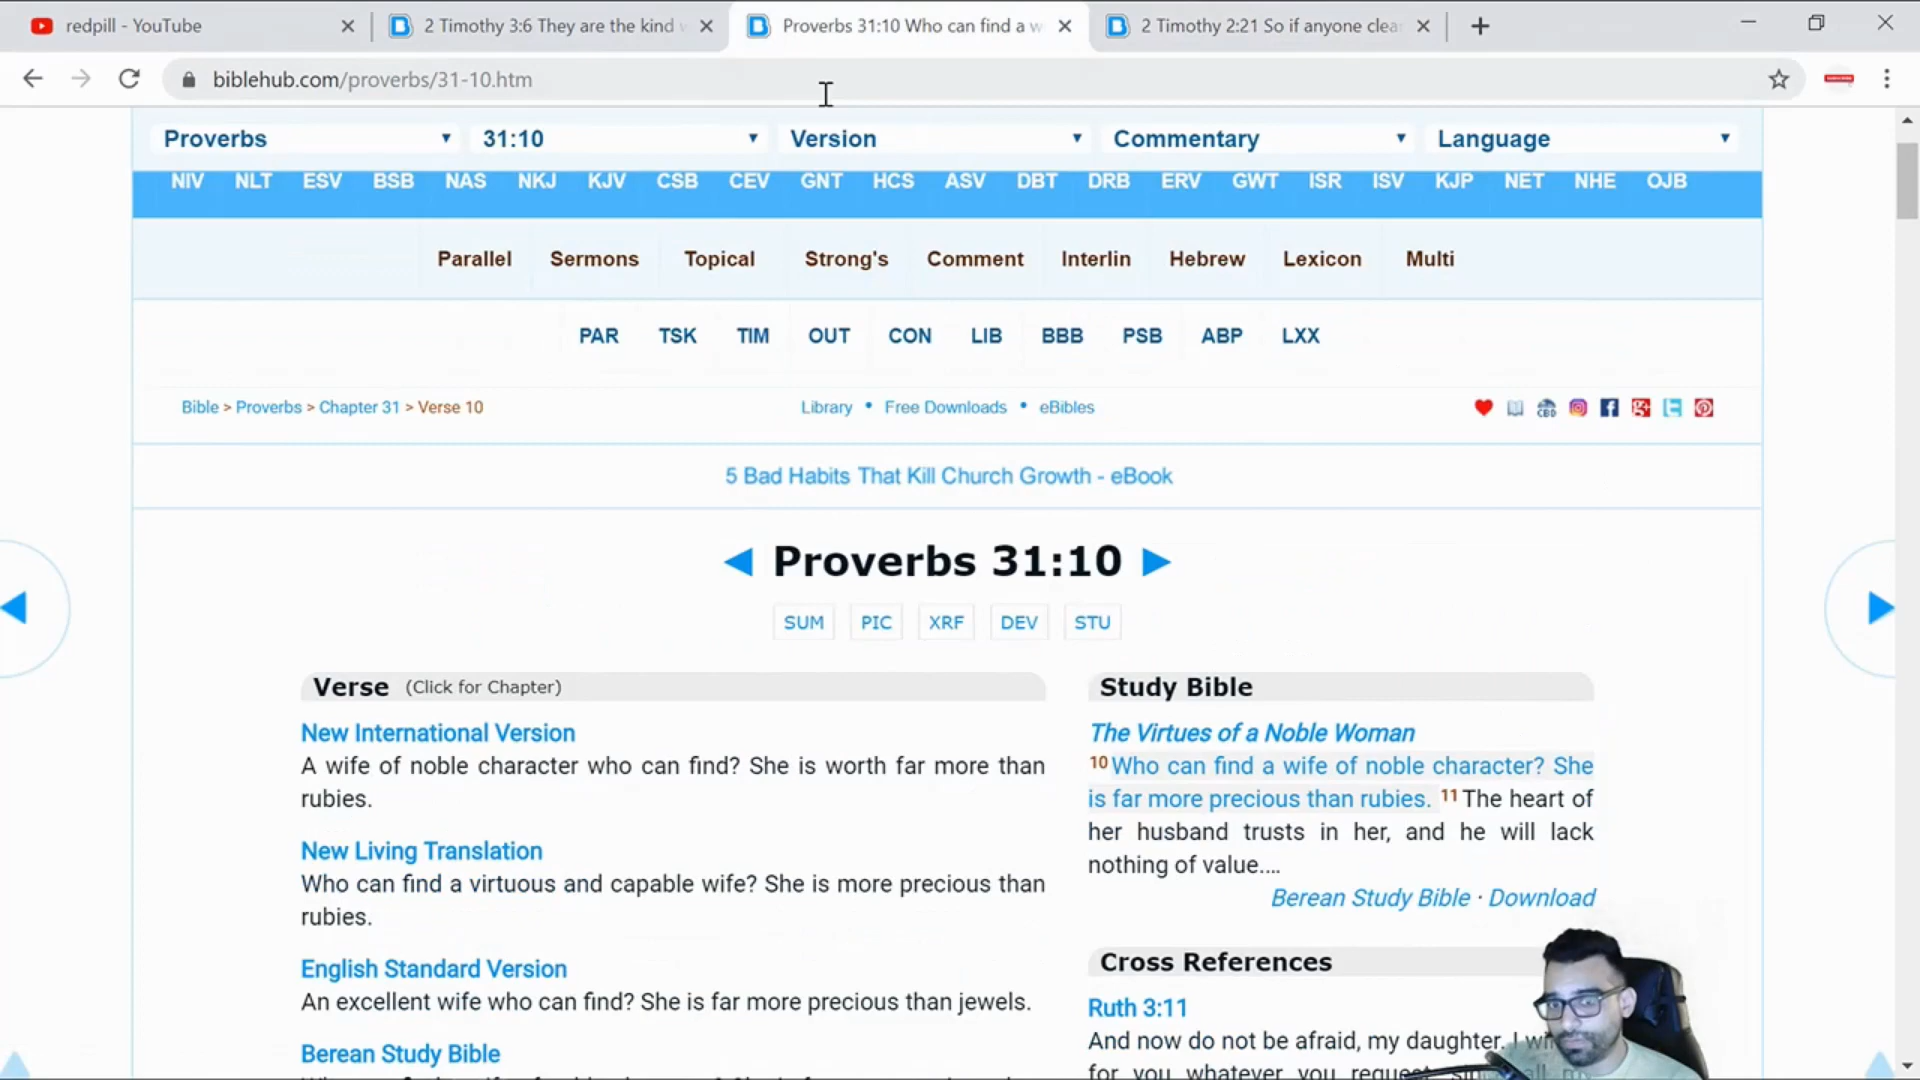 redpill - YouTube
2 Timothy 3:6 They are the kind
Proverbs 31:10 Who can find a w
2 Timothy 2:21 So if anyone clea
biblehub.com/proverbs/31-10.htm
Proverbs 31:10 Version Commentary Language
NIV NLT ESV BSB NAS NKJ KJV CSB CEV GNT HCS ASV DBT DRB ERV GWT ISR ISV KJP NET NHE OJB
Parallel Sermons Topical Strong's Comment Interlin Hebrew Lexicon Multi
PAR TSK TIM OUT CON LIB BBB PSB ABP LXX
Bible > Proverbs > Chapter 31 > Verse 10
Library • Free Downloads • eBibles
CBD
5 Bad Habits That Kill Church Growth - eBook
Proverbs 31:10
SUM PIC XRF DEV STU
Verse (Click for Chapter)
New International Version
A wife of noble character who can find? She is worth far more than
rubies.
New Living Translation
Who can find a virtuous and capable wife? She is more precious than
rubies.
English Standard Version
An excellent wife who can find? She is far more precious than jewels.
Berean Study Bible
Study Bible
The Virtues of a Noble Woman
10 Who can find a wife of noble character? She
is far more precious than rubies. 11 The heart of
her husband trusts in her, and he will lack
nothing of value....
Berean Study Bible · Download
Cross References
Ruth 3:11
And now do not be afraid, my daughter. I wi
for you whatever you request